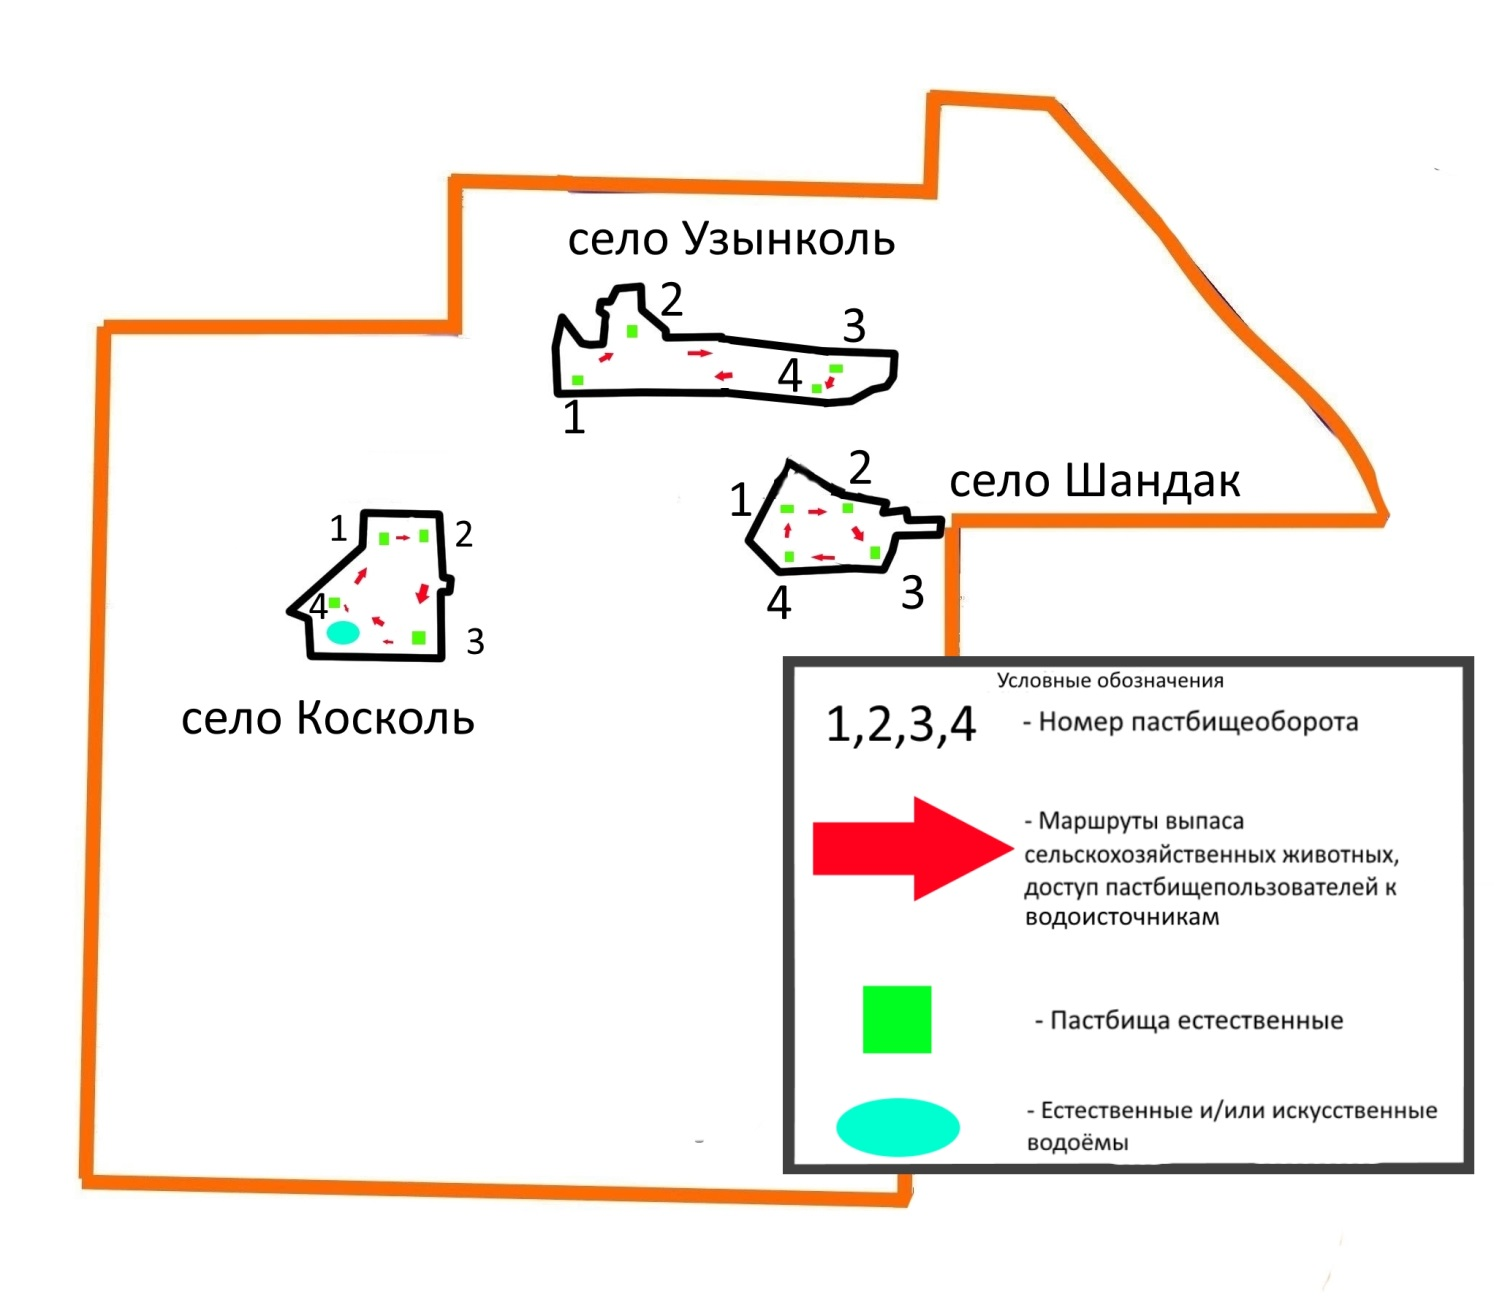 село Узынколь
2
3
4
1
село Шандак
1
2
3
4
1
2
4
3
село Косколь
Условные обозначения
1,2,3,4
- Номер пастбищеоборота
- Маршруты выпаса
сельскохозяйственных животных,
доступ пастбищепользователей к
водоисточникам
- Пастбища естественные
- Естественные и/или искусственные
водоёмы